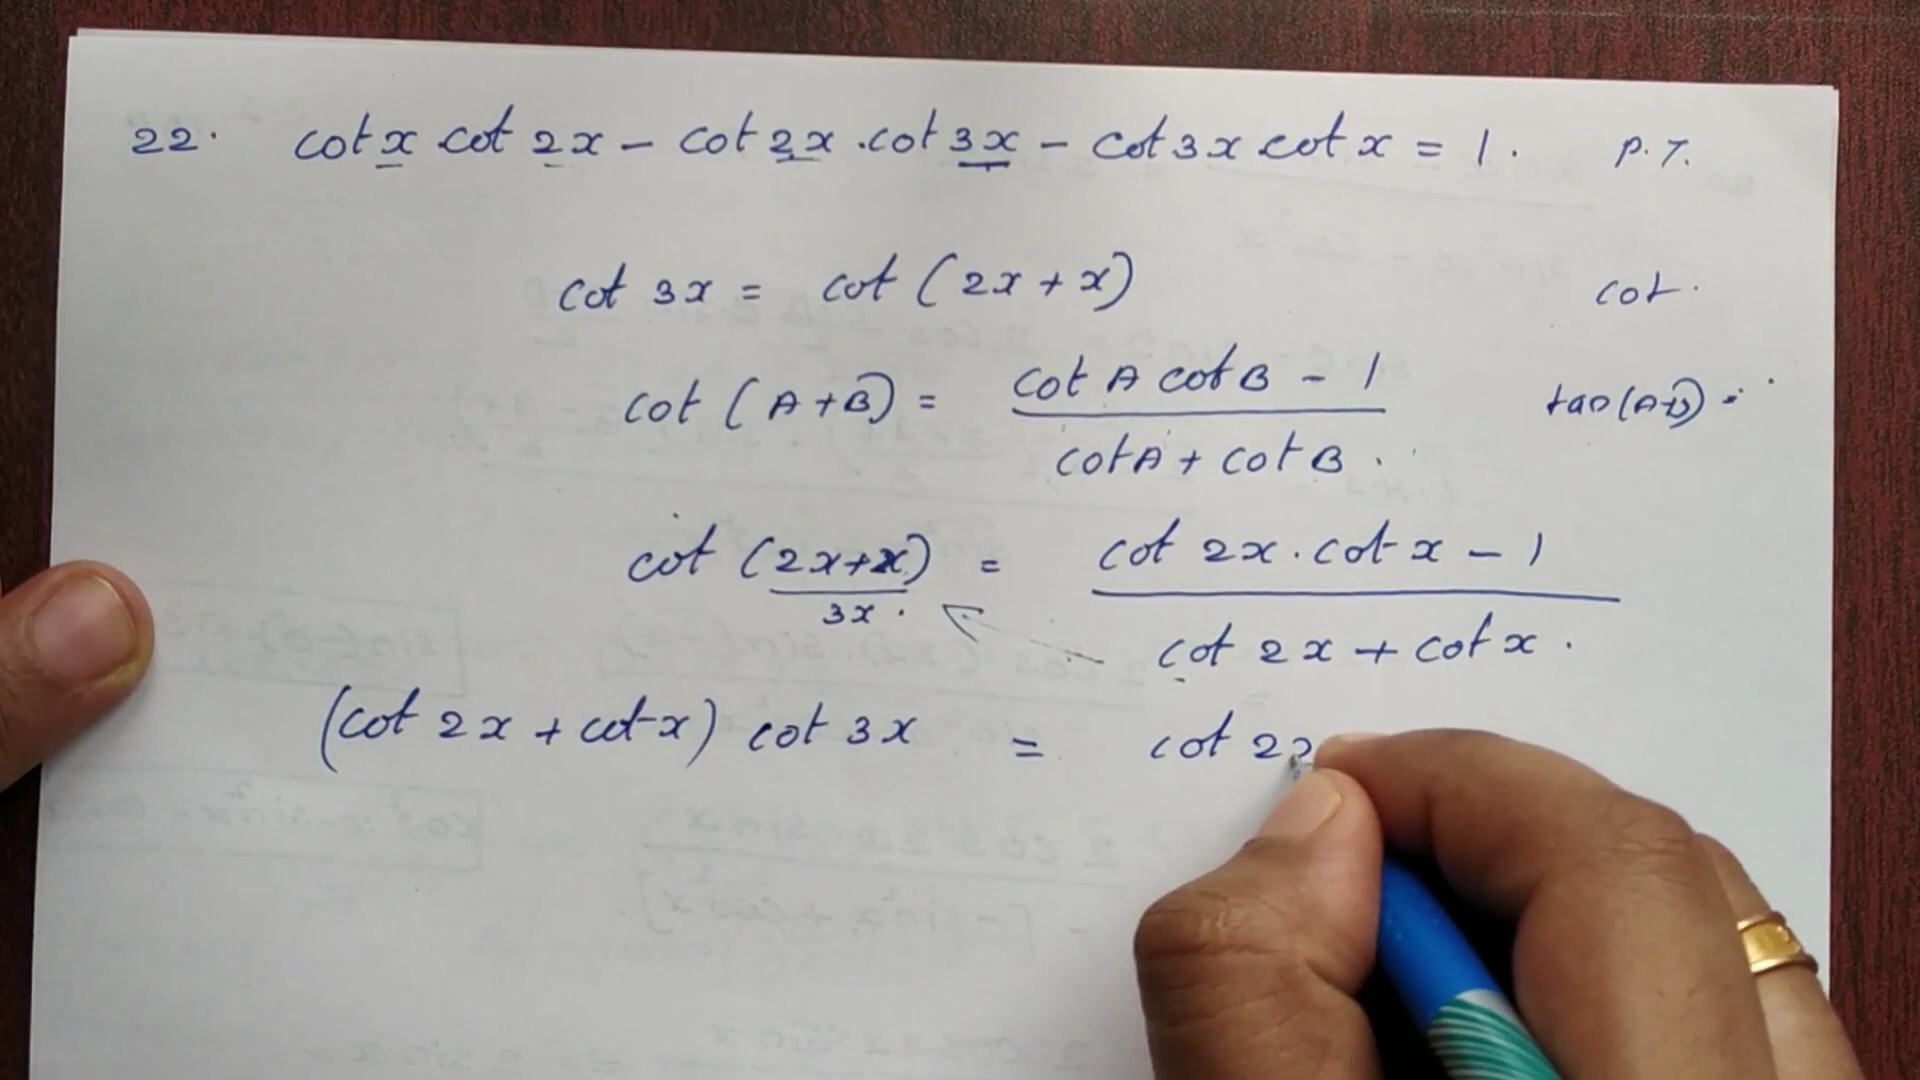 22. cot x cot 2x - cot 2x . cot 3x - cot 3x cot x = 1. P.T.
cot 3x = cot (2x + x) cot.
cot (A+B) = cot A cot B - 1 / cot A + cot B . tan(A+B) =
cot (2x+x) = cot 2x . cot x - 1 / cot 2x + cot x .
3x .
(cot 2x + cot x) cot 3x = cot 2x